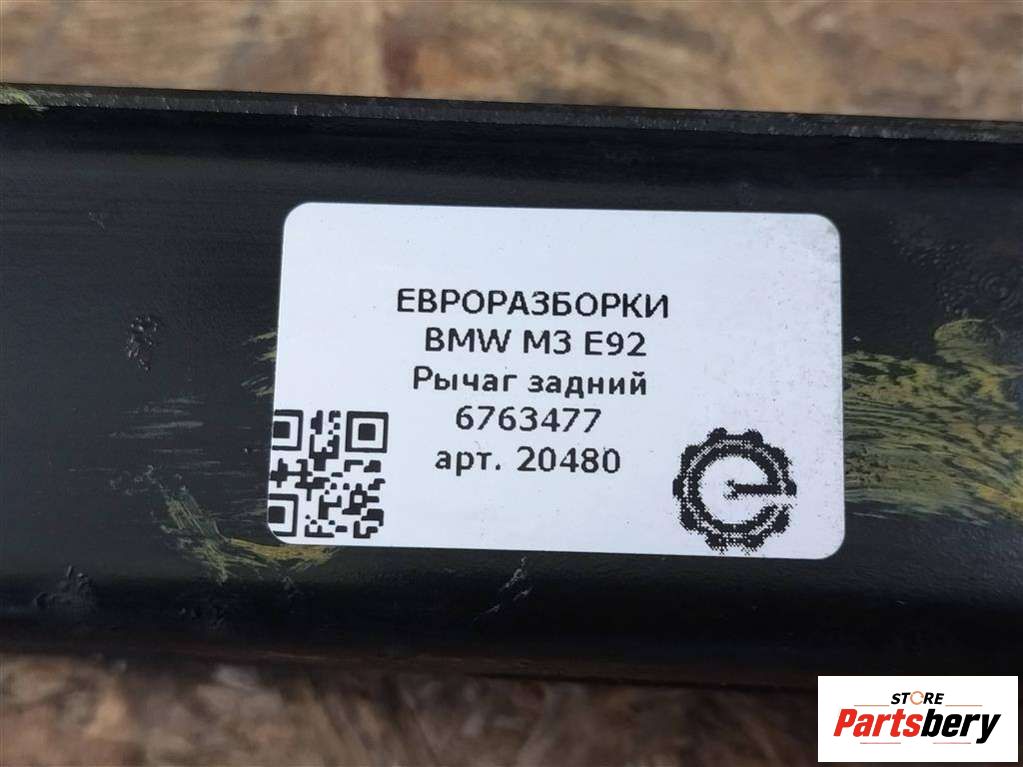 ЕВРОРАЗБОРКИ
BMW M3 E92
Рычаг задний
6763477
арт. 20480
STORE
Partsbery